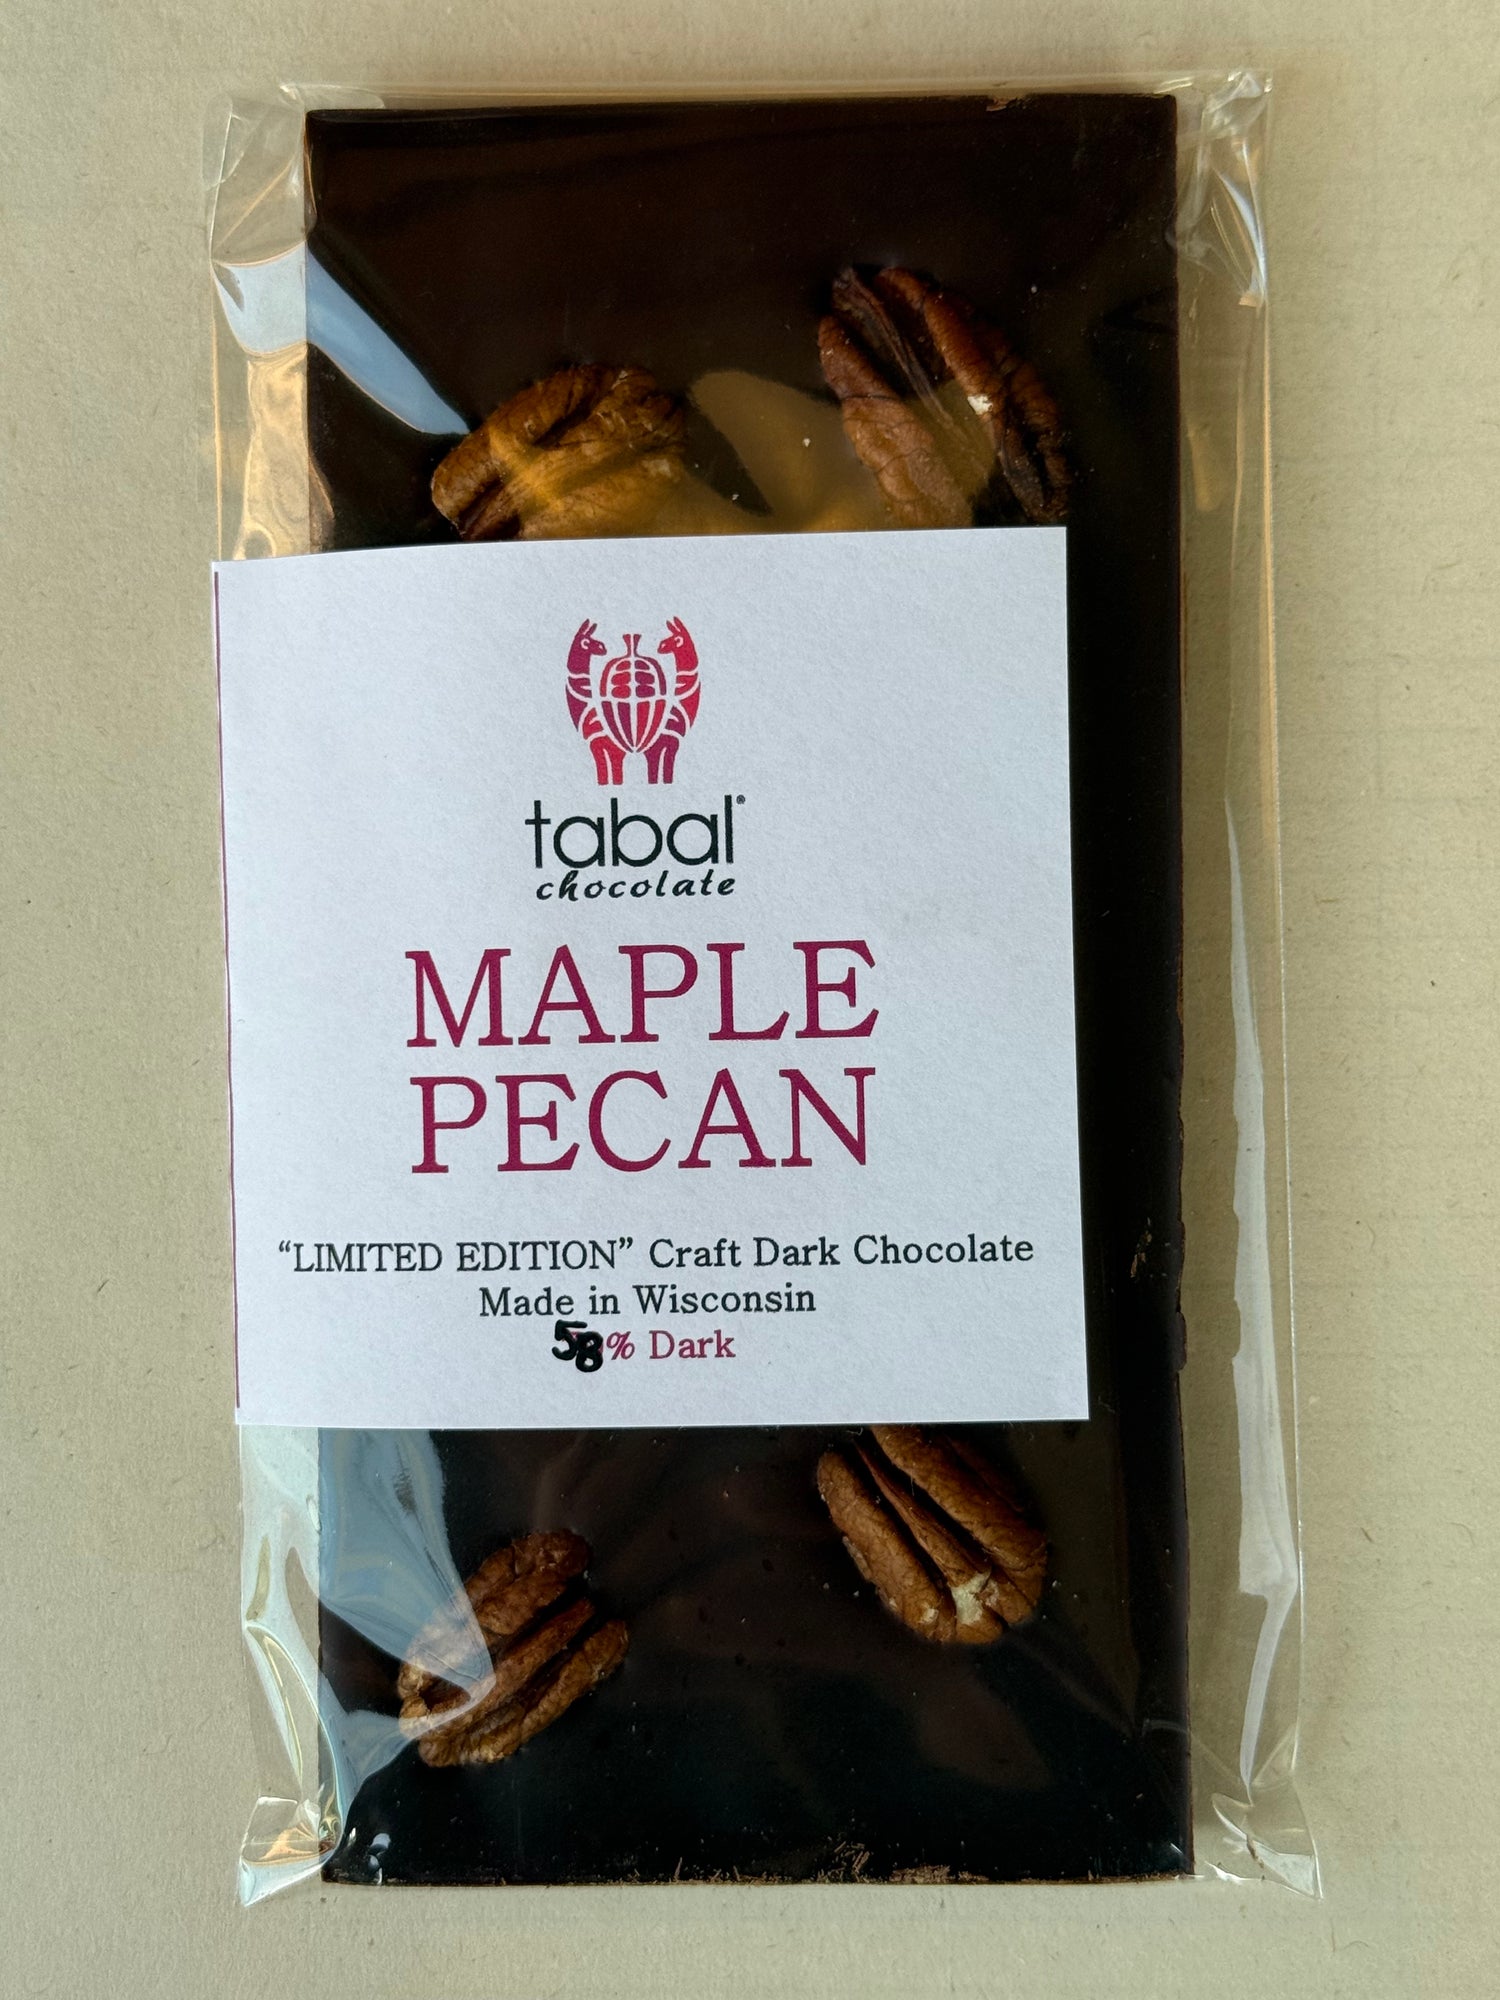 tabal®
chocolate
MAPLE
PECAN
“LIMITED EDITION” Craft Dark Chocolate
Made in Wisconsin
58% Dark